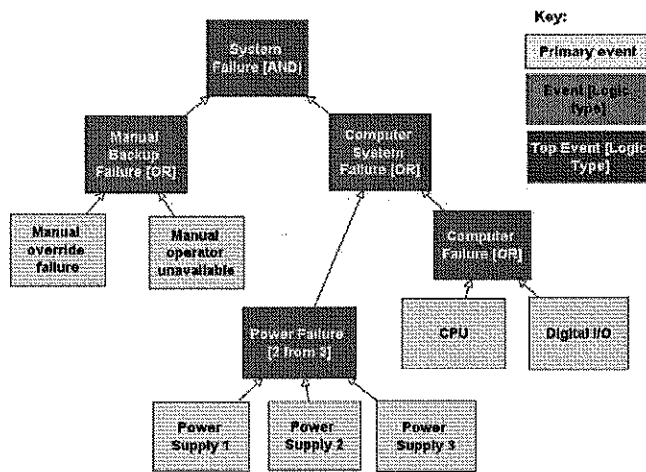 Key:
System
Failure [AND]
Primary event
Event [Logic
type]
Top Event [Logic
Type]
Manual
Backup
Failure [OR]
Computer
System
Failure [OR]
Manual
override
failure
Manual
operator
unavailable
Computer
Failure [OR]
Power Failure
[2 from 3]
CPU
Digital I/O
Power
Supply 1
Power
Supply 2
Power
Supply 3